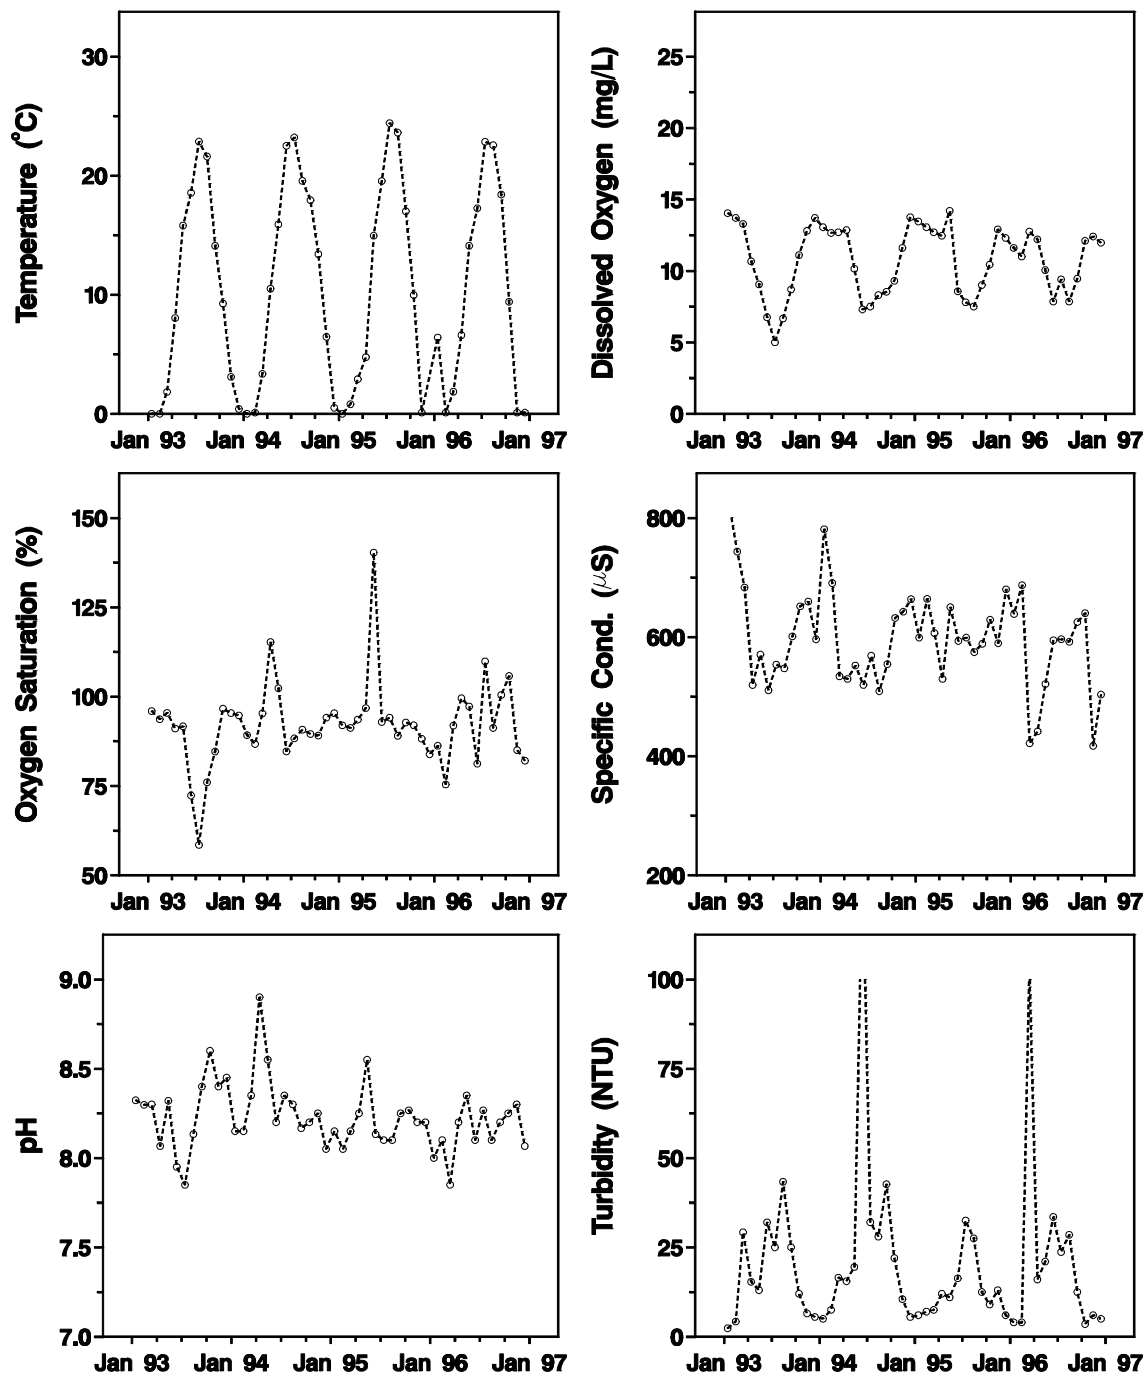 Temperature (°C)
30
20
10
0
Jan 93 Jan 94 Jan 95 Jan 96 Jan 97
Dissolved Oxygen (mg/L)
25
20
15
10
5
0
Jan 93 Jan 94 Jan 95 Jan 96 Jan 97
Oxygen Saturation (%)
150
125
100
75
50
Jan 93 Jan 94 Jan 95 Jan 96 Jan 97
Specific Cond. (μS)
800
600
400
200
Jan 93 Jan 94 Jan 95 Jan 96 Jan 97
pH
9.0
8.5
8.0
7.5
7.0
Jan 93 Jan 94 Jan 95 Jan 96 Jan 97
Turbidity (NTU)
100
75
50
25
0
Jan 93 Jan 94 Jan 95 Jan 96 Jan 97